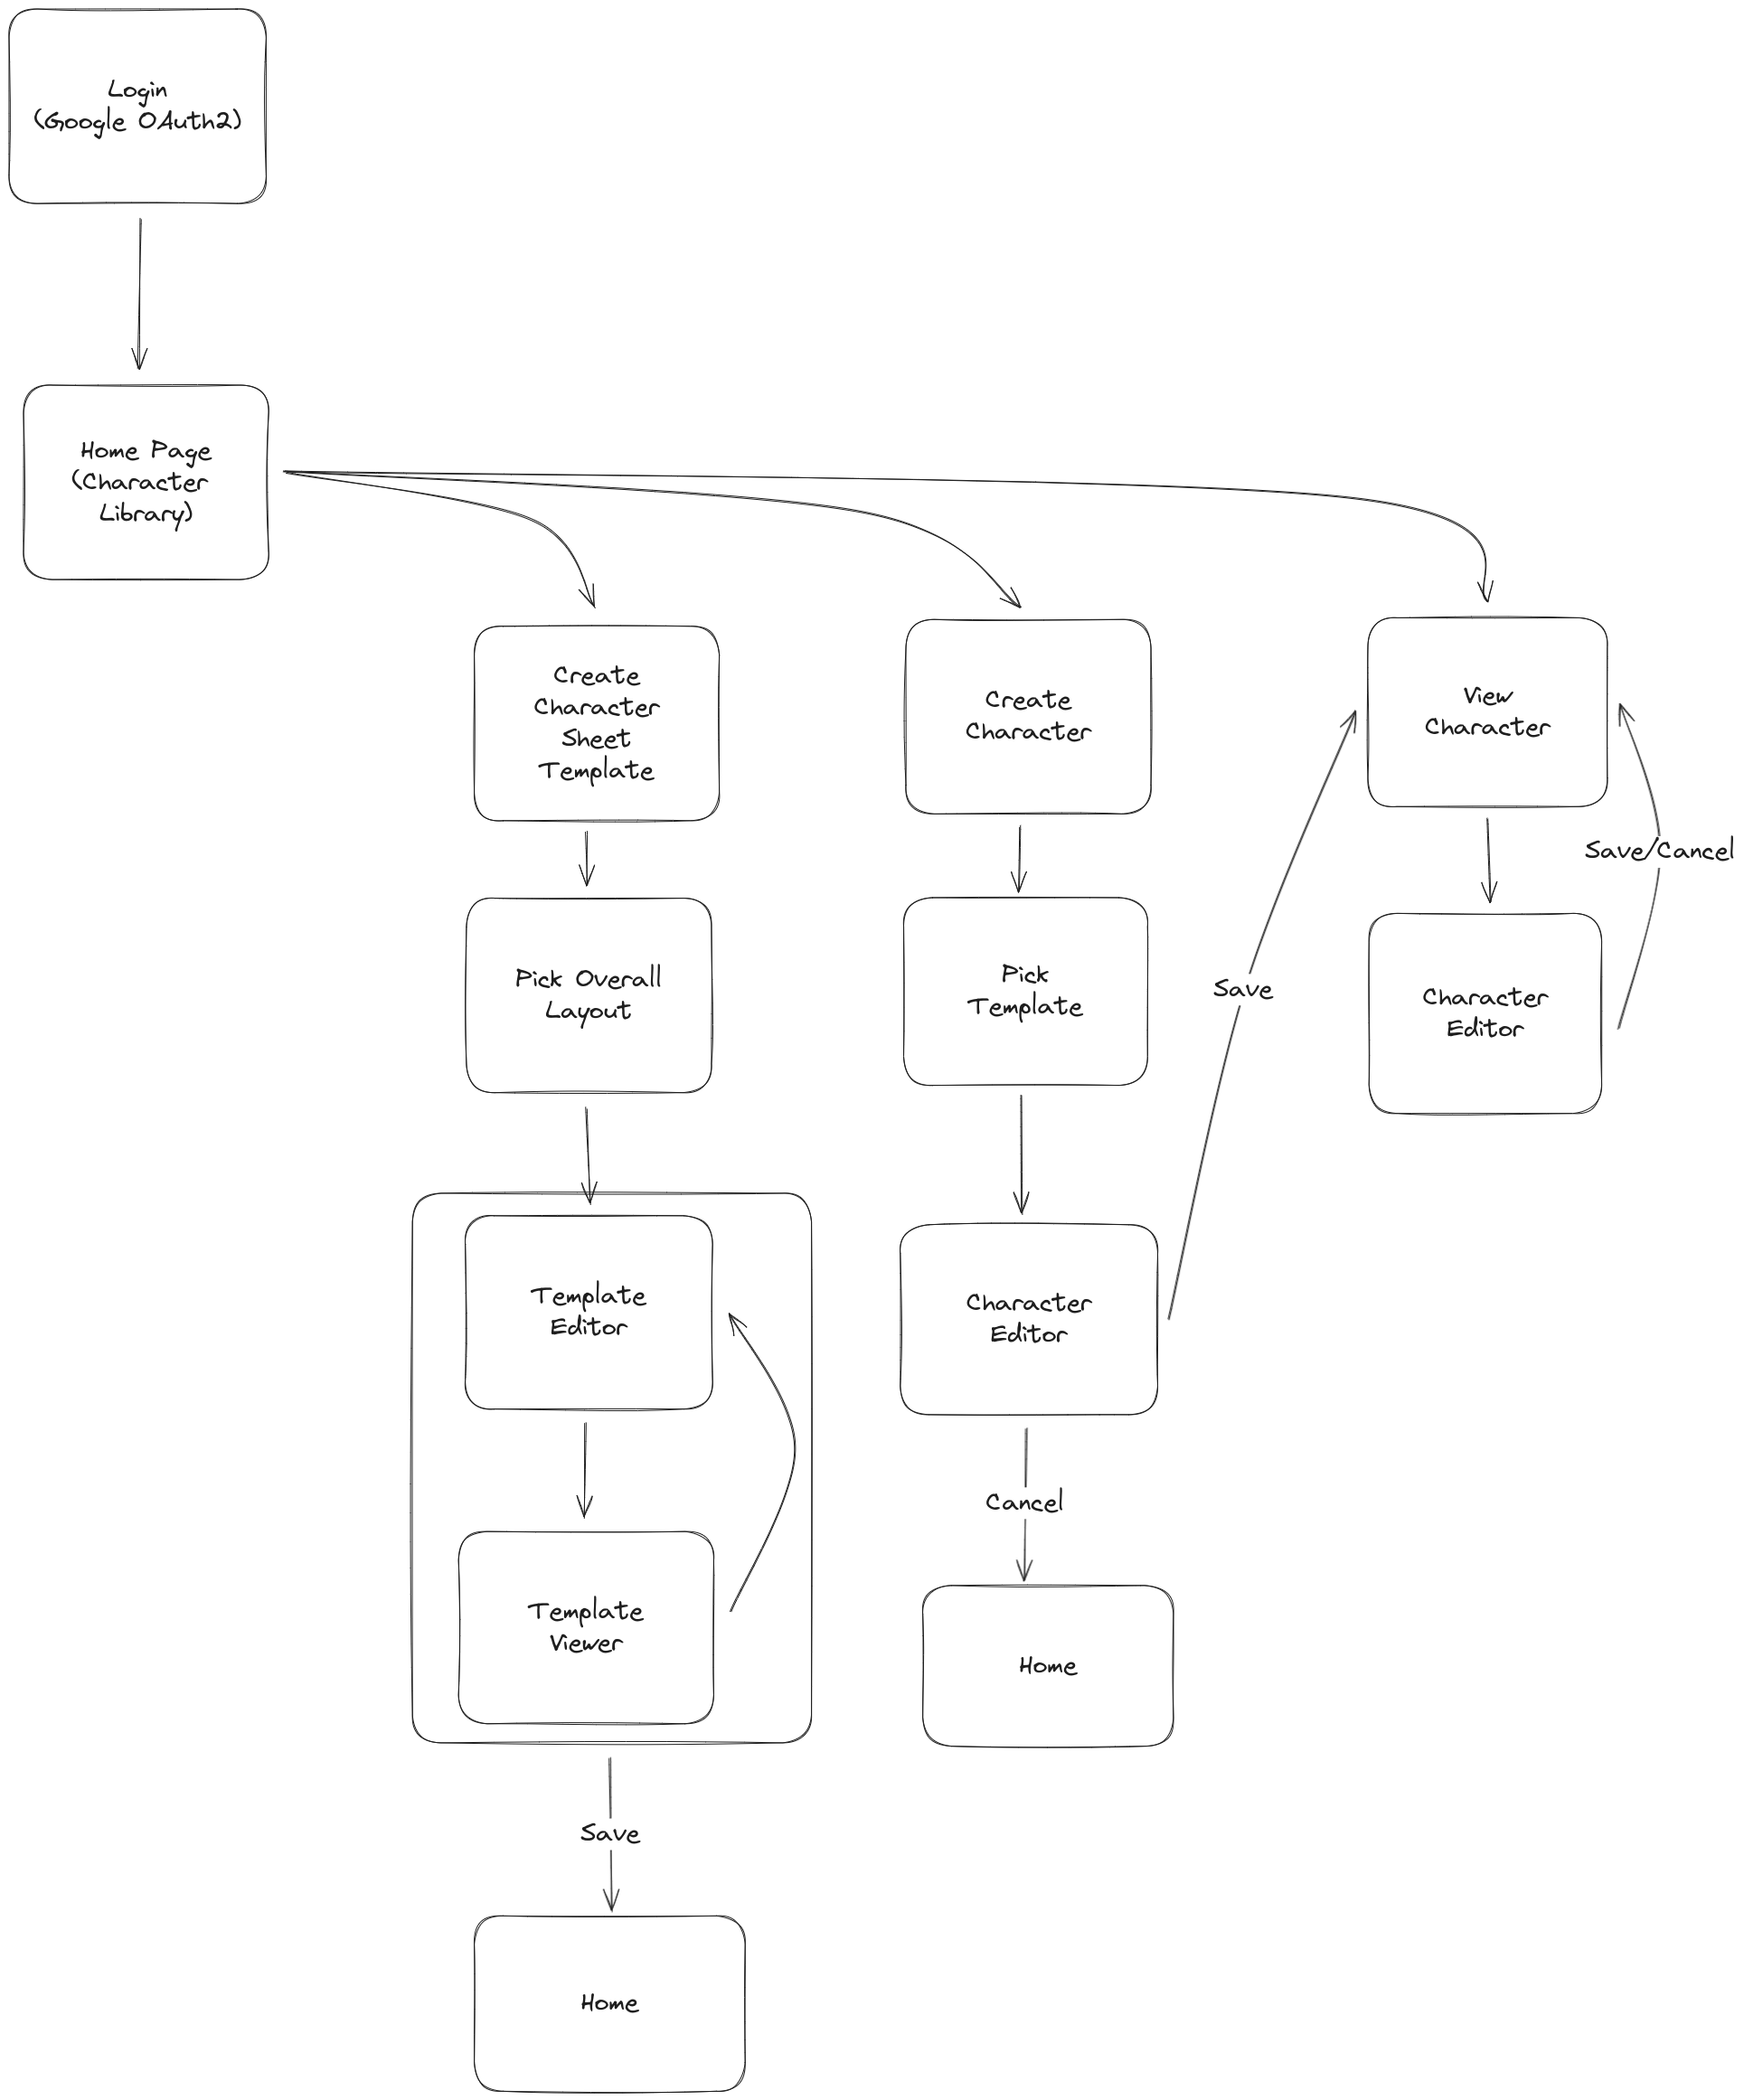 Login
(Google OAuth2)
Home Page
(Character
Library)
Create
Character
Sheet
Template
Create
Character
View
Character
Save/Cancel
Pick Overall
Layout
Pick
Template
Save
Character
Editor
Template
Editor
Character
Editor
Cancel
Template
Viewer
Home
Save
Home